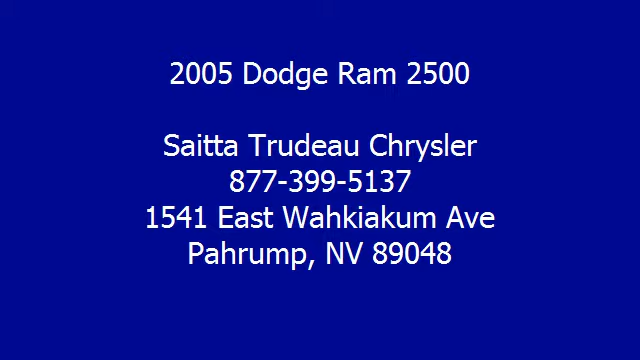 2005 Dodge Ram 2500
Saitta Trudeau Chrysler
877-399-5137
1541 East Wahkiakum Ave
Pahrump, NV 89048